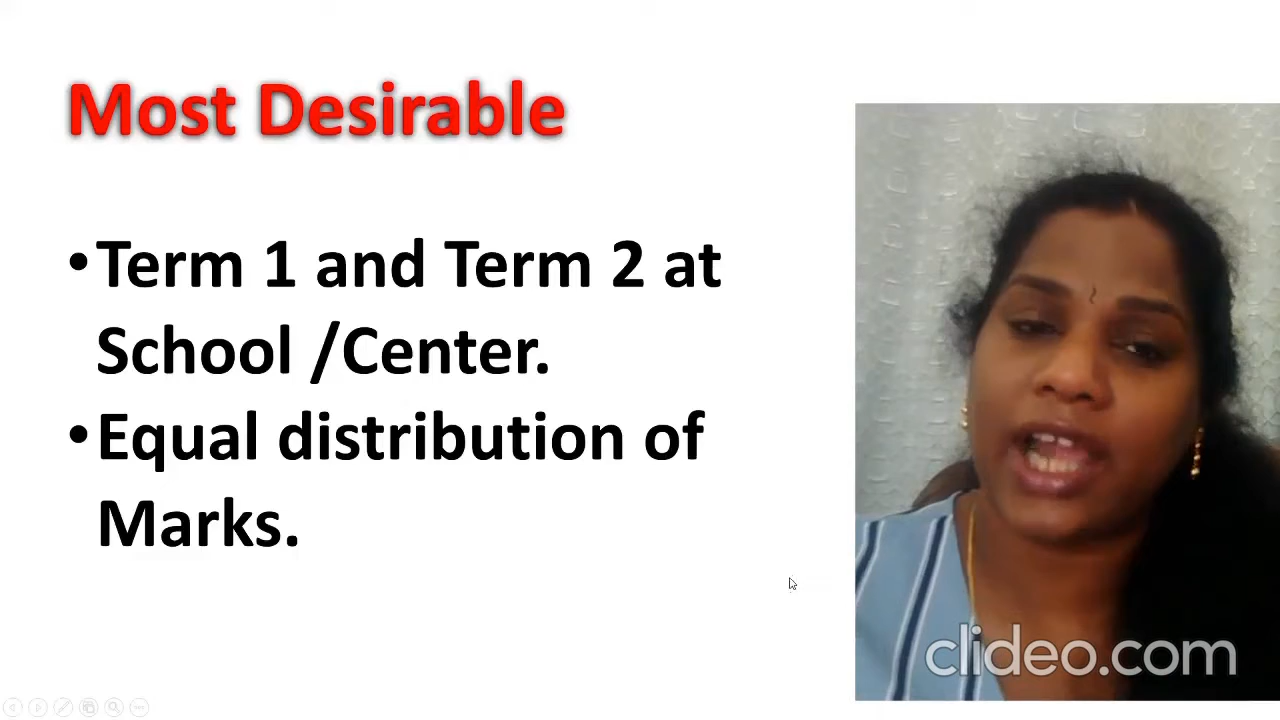 Most Desirable
•Term 1 and Term 2 at
School /Center.
•Equal distribution of
Marks.
clideo.com